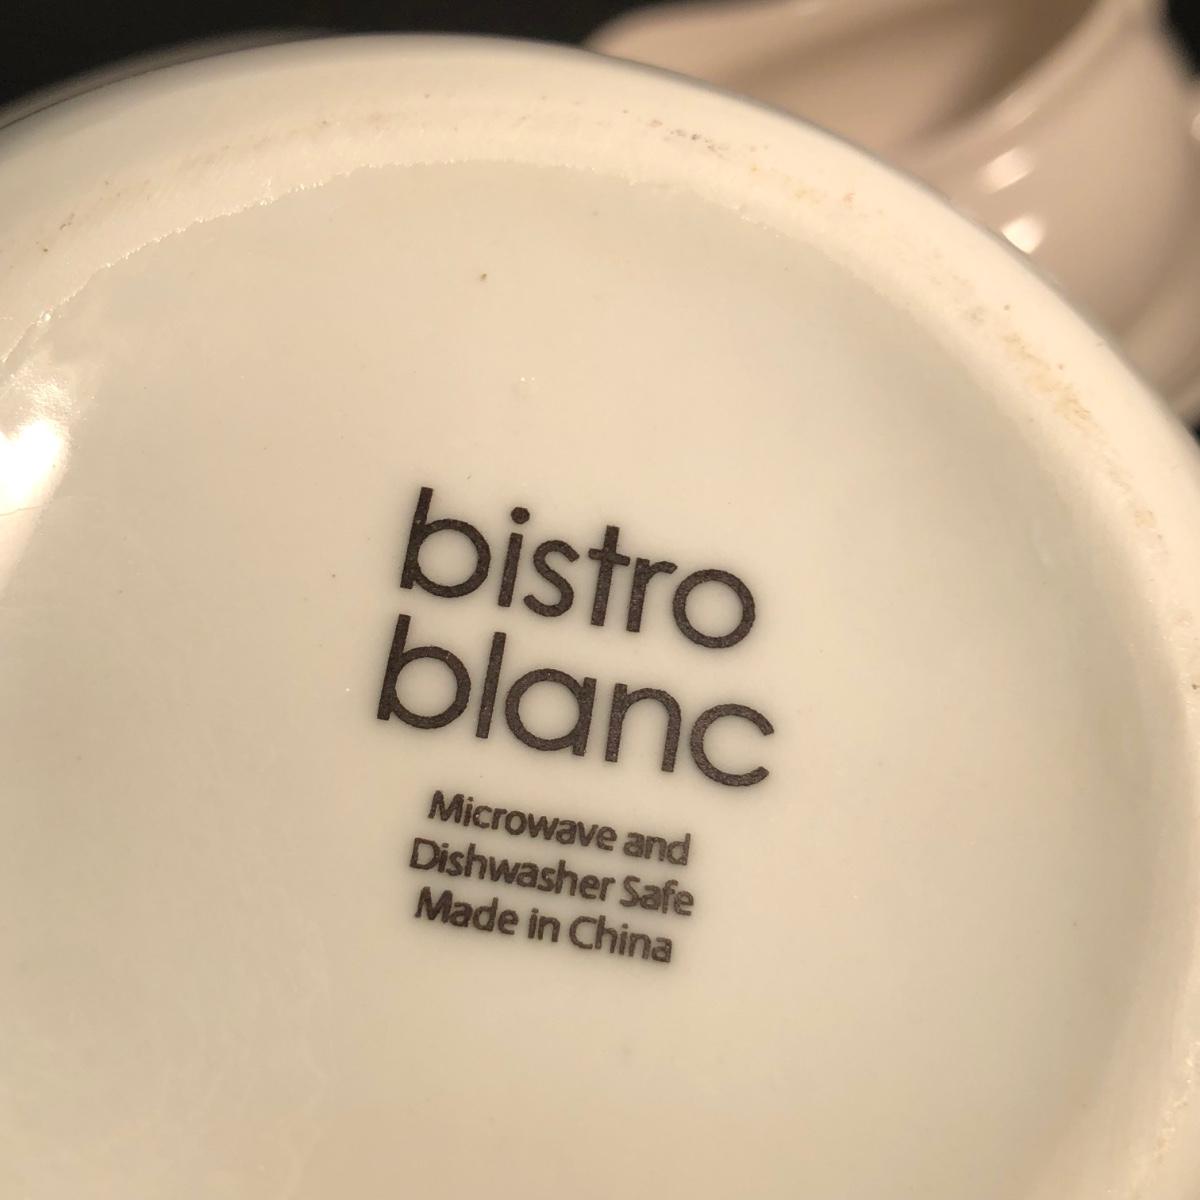 bistro
blanc
Microwave and
Dishwasher Safe
Made in China